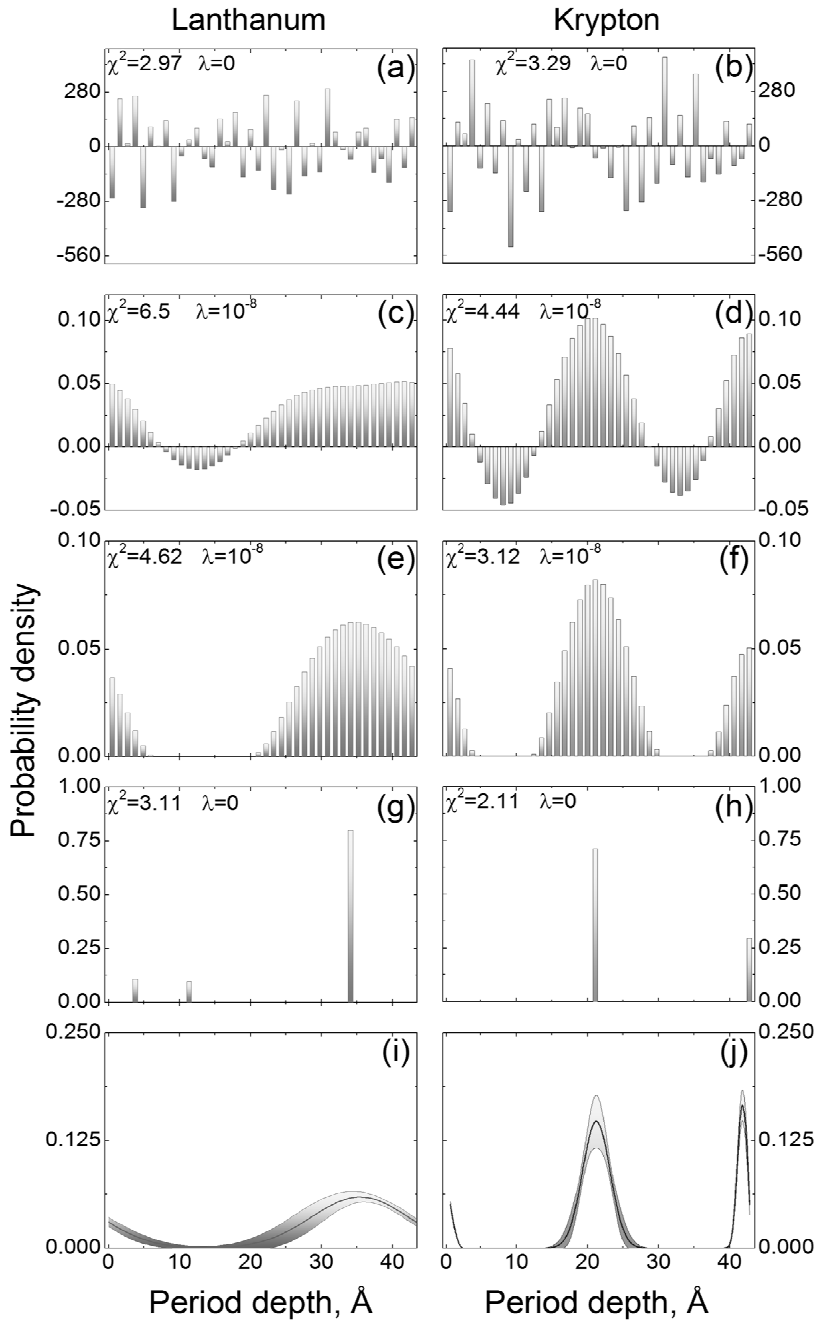 Lanthanum Krypton
χ²=2.97 λ=0 (a) χ²=3.29 λ=0 (b)
280 280
0 0
-280 -280
-560 -560
χ²=6.5 λ=10⁻⁸ (c) χ²=4.44 λ=10⁻⁸ (d)
0.10 0.10
0.05 0.05
0.00 0.00
-0.05 -0.05
χ²=4.62 λ=10⁻⁸ (e) χ²=3.12 λ=10⁻⁸ (f)
0.10 0.10
0.05 0.05
0.00 0.00
Probability density
χ²=3.11 λ=0 (g) χ²=2.11 λ=0 (h)
1.00 1.00
0.75 0.75
0.50 0.50
0.25 0.25
0.00 0.00
(i) (j)
0.250 0.250
0.125 0.125
0.000 0.000
0 10 20 30 40 0 10 20 30 40
Period depth, Å Period depth, Å